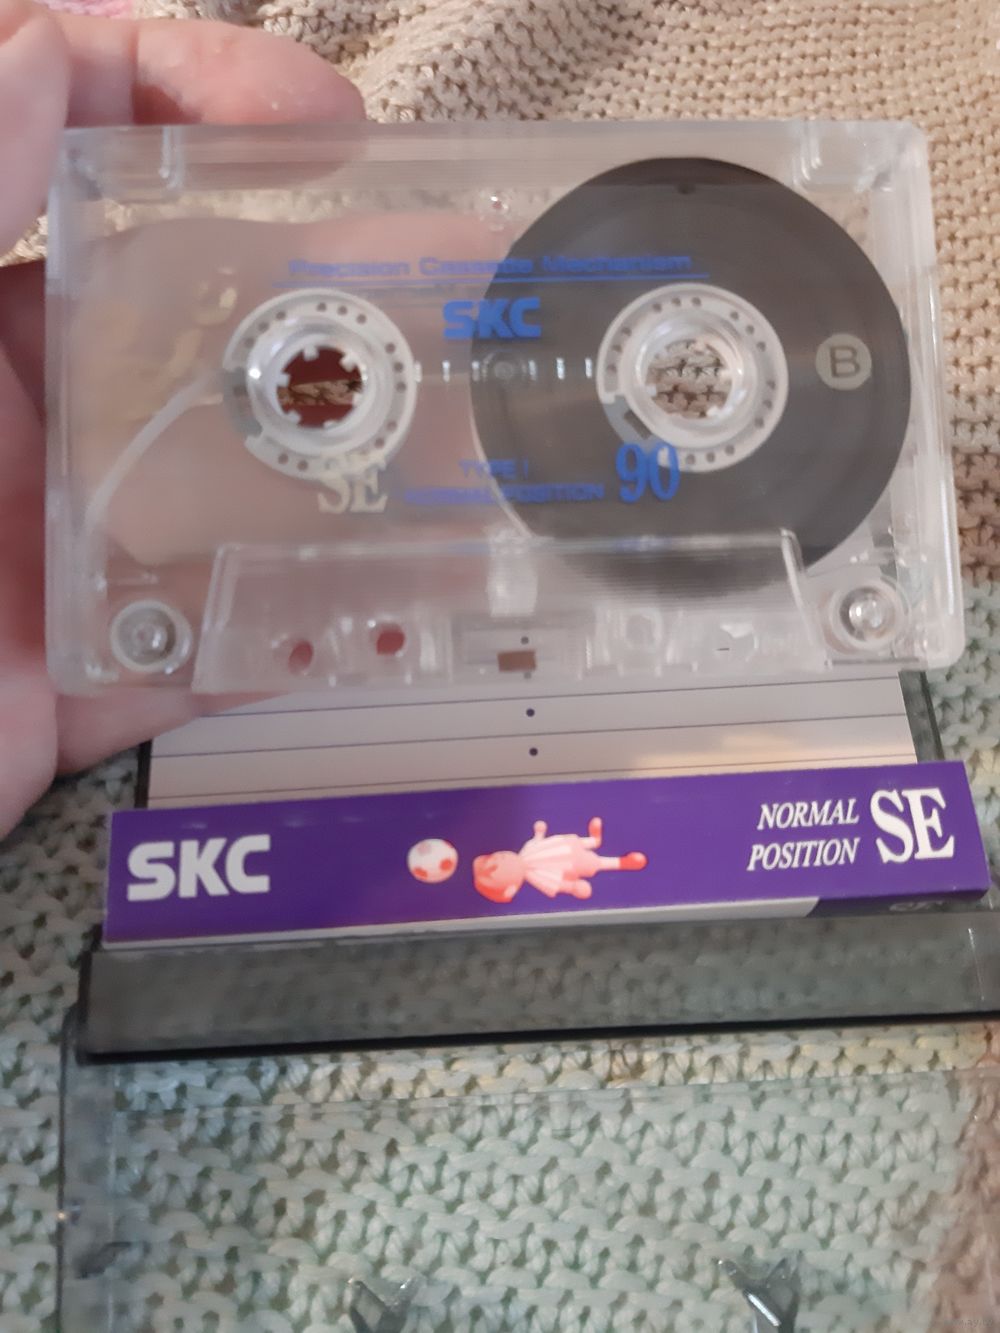 Precision Cassette Mechanism
SKC
B
SE
TYPE I
NORMAL POSITION
90
SKC
NORMAL
POSITION
SE